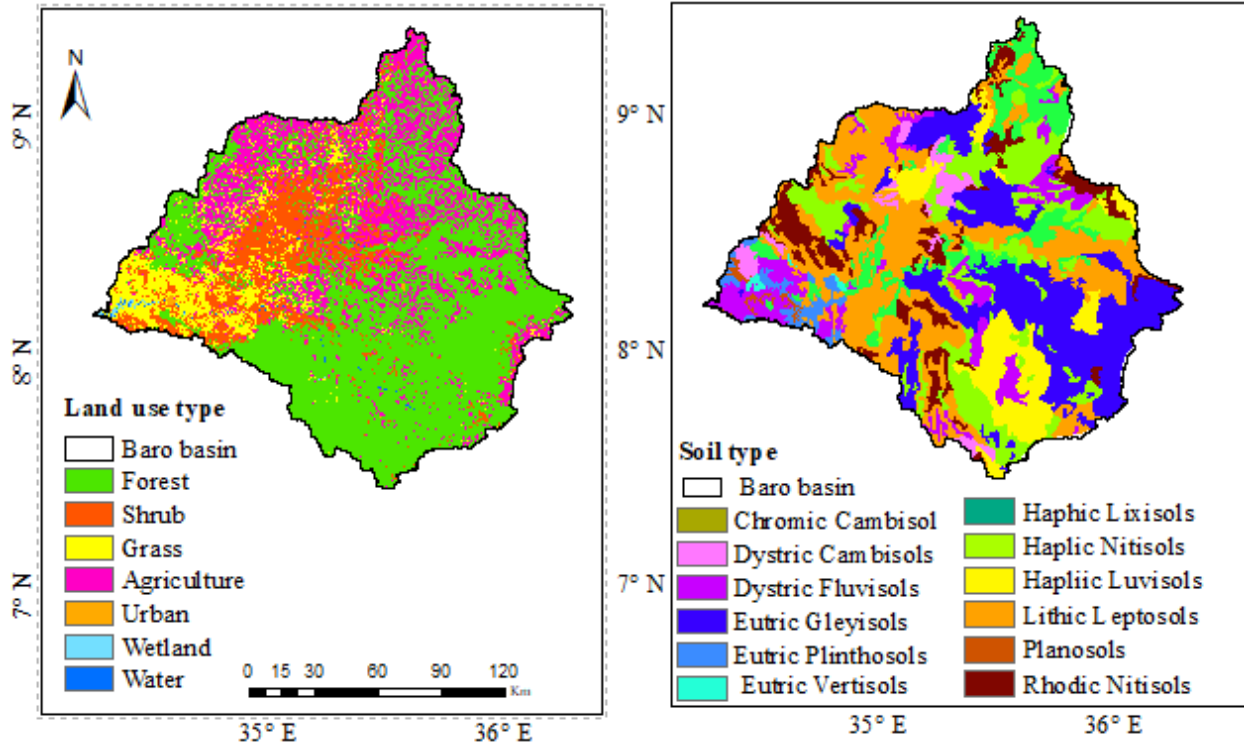 N
9° N
8° N
7° N
Land use type
Baro basin
Forest
Shrub
Grass
Agriculture
Urban
Wetland
Water
0 15 30 60 90 120
Km
35° E 36° E
9° N
8° N
7° N
Soil type
Baro basin
Chromic Cambisol
Dystric Cambisols
Dystric Fluvisols
Eutric Gleyisols
Eutric Plinthosols
Eutric Vertisols
Haphic Lixisols
Haplic Nitisols
Hapliic Luvisols
Lithic Leptosols
Planosols
Rhodic Nitisols
35° E 36° E